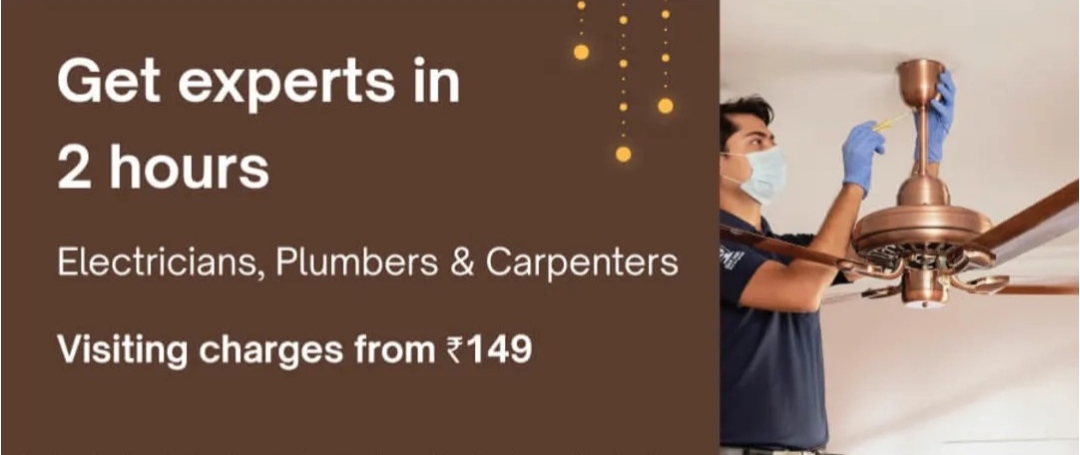 Get experts in
2 hours
Electricians, Plumbers & Carpenters
Visiting charges from ₹149